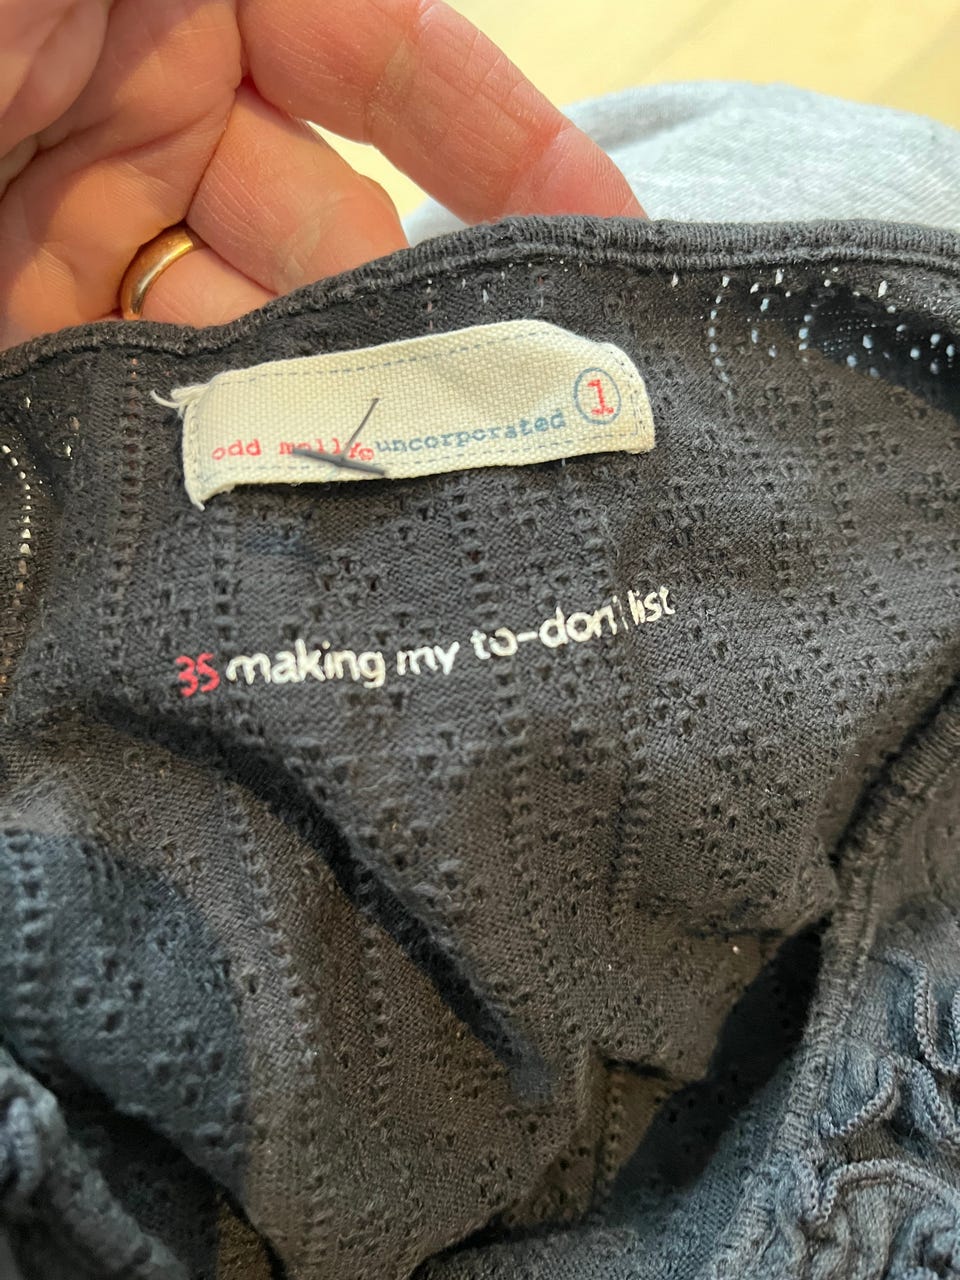 odd molly uncorporated 1
35 making my to-don't list